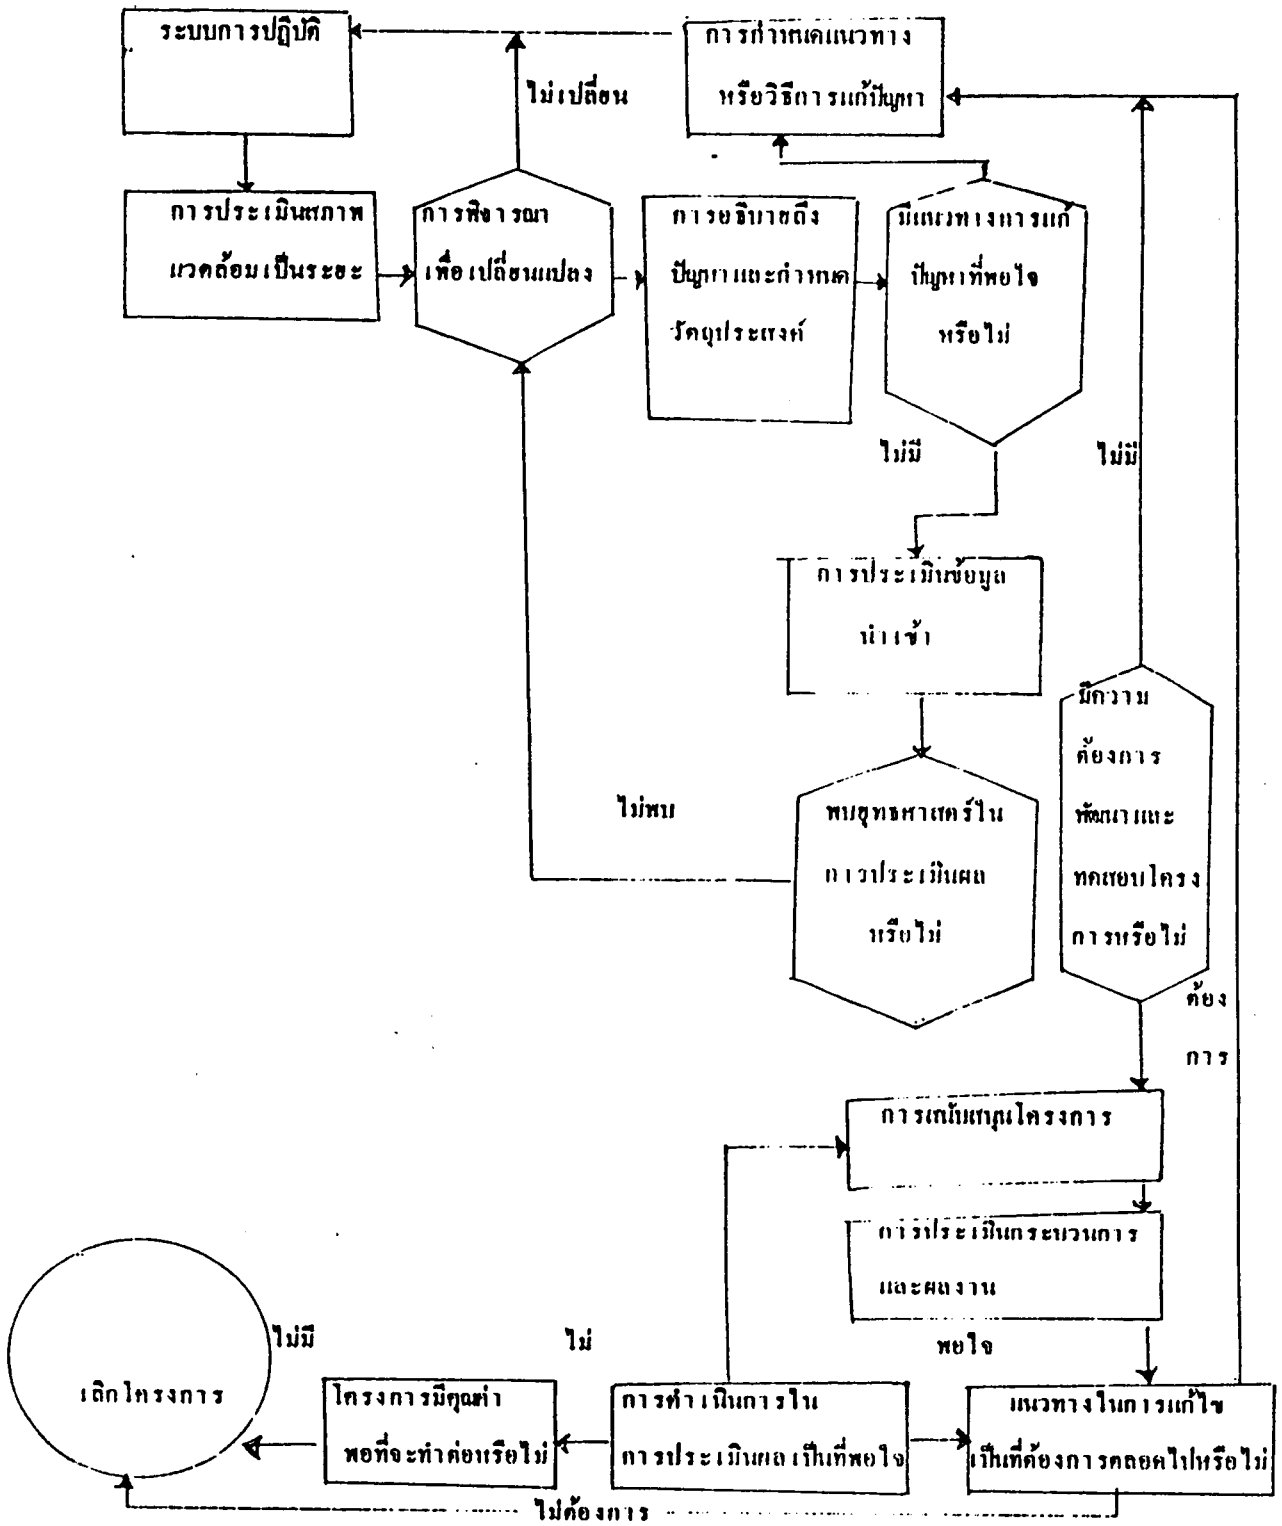 ระบบการปฏิบัติ
การกำหนดแนวทาง
หรือวิธีการแก้ปัญหา
ไม่เปลี่ยน
การประเมินสภาพ
แวดล้อมเป็นระยะ
การพิจารณา
เพื่อเปลี่ยนแปลง
การอธิบายถึง
ปัญหาและกำหนด
วัตถุประสงค์
มีแนวทางการแก้
ปัญหาที่พอใจ
หรือไม่
ไม่มี
ไม่มี
การประเมินข้อมูล
นำเข้า
ไม่พบ
พบยุทธศาสตร์ใน
การประเมินผล
หรือไม่
มีความ
ต้องการ
พัฒนาและ
ทดสอบโครง
การหรือไม่
ต้อง
การ
การสนับสนุนโครงการ
การประเมินกระบวนการ
และผลงาน
พอใจ
ไม่มี
ไม่
เลิกโครงการ
โครงการมีคุณค่า
พอที่จะทำต่อหรือไม่
การดำเนินการใน
การประเมินผลเป็นที่พอใจ
แนวทางในการแก้ไข
เป็นที่ต้องการตลอดไปหรือไม่
ไม่ต้องการ